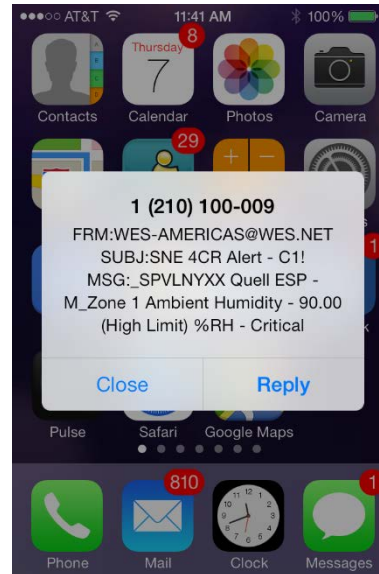 AT&T 11:41 AM 100%
Thursday 8
7
Contacts Calendar Photos Camera
29
1 (210) 100-009
FRM:WES-AMERICAS@WES.NET
SUBJ:SNE 4CR Alert - C1!
MSG:_SPVLNYXX Quell ESP -
M_Zone 1 Ambient Humidity - 90.00
(High Limit) %RH - Critical
Close Reply
Pulse Safari Google Maps
810 1
Phone Mail Clock Messages